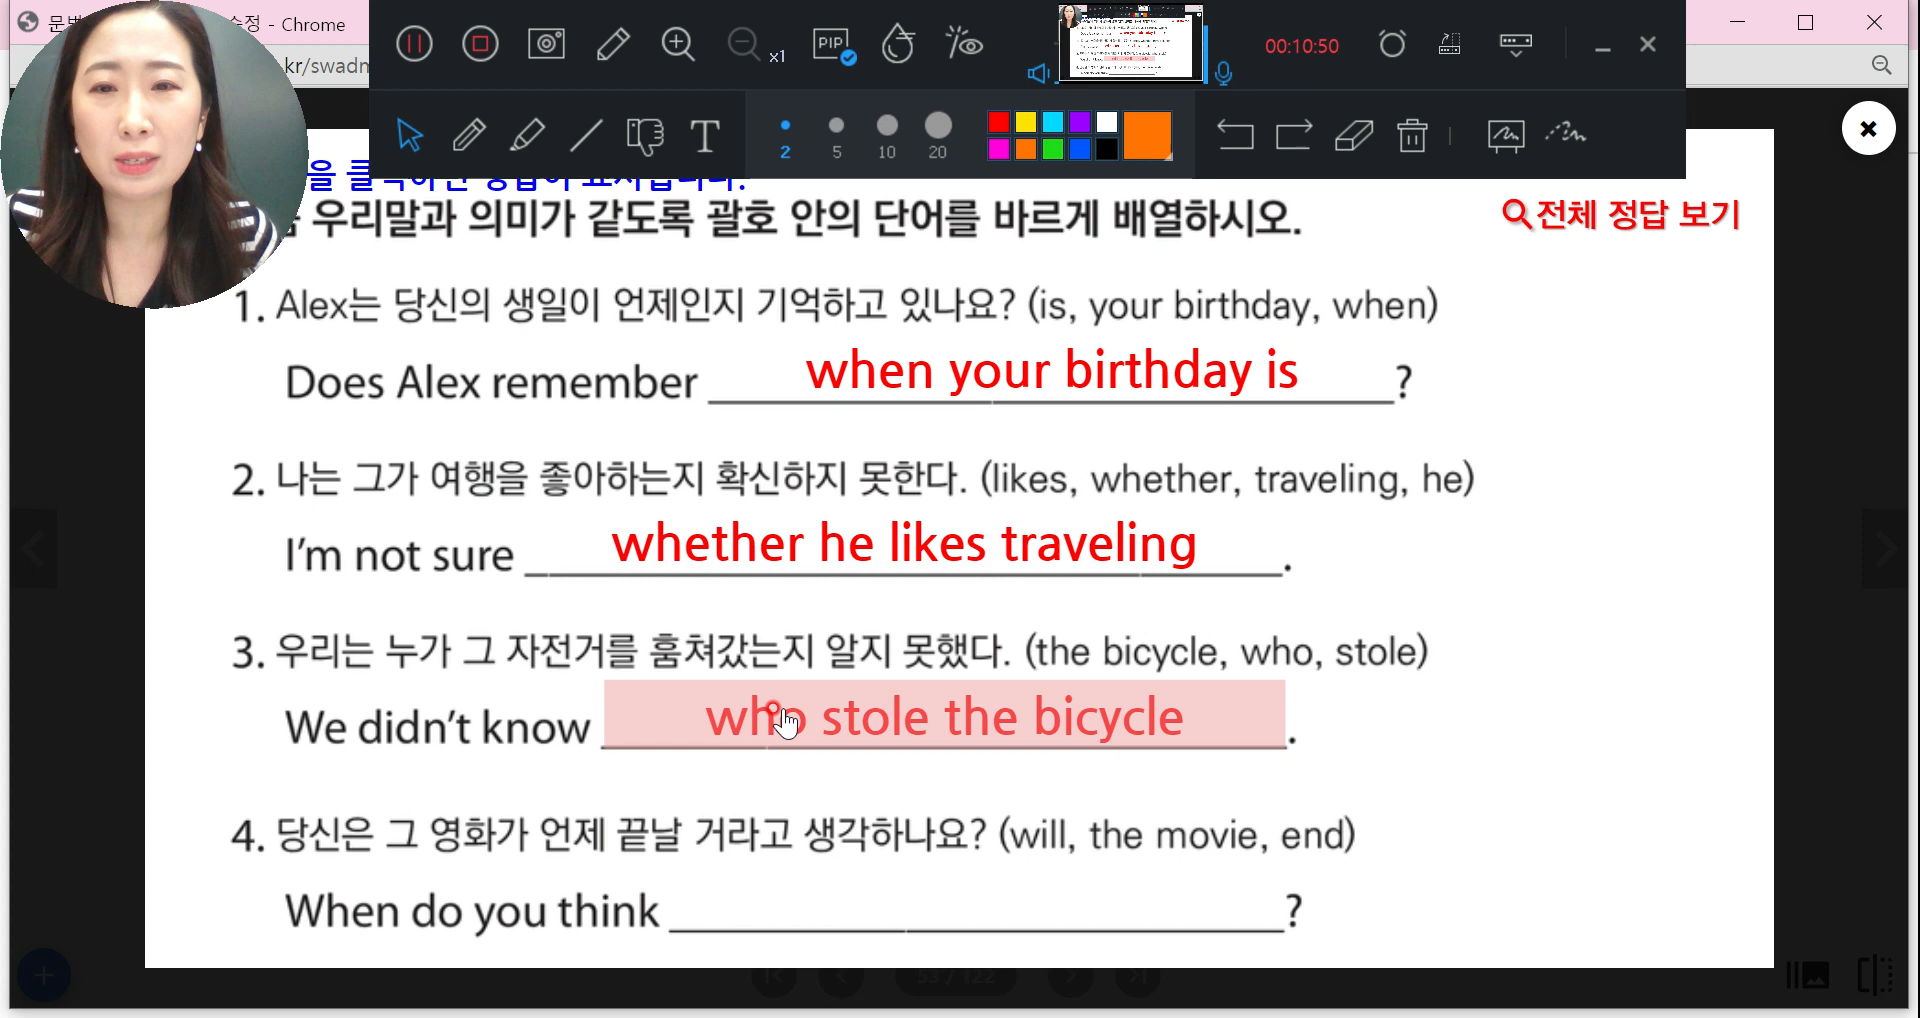 문법
수정 - Chrome
kr/swadm
x1
PIP
00:10:50
T
2
5
10
20
우리말과 의미가 같도록 괄호 안의 단어를 바르게 배열하시오.
전체 정답 보기
1. Alex는 당신의 생일이 언제인지 기억하고 있나요? (is, your birthday, when)
Does Alex remember when your birthday is ?
2. 나는 그가 여행을 좋아하는지 확신하지 못한다. (likes, whether, traveling, he)
I'm not sure whether he likes traveling .
3. 우리는 누가 그 자전거를 훔쳐갔는지 알지 못했다. (the bicycle, who, stole)
We didn't know who stole the bicycle .
4. 당신은 그 영화가 언제 끝날 거라고 생각하나요? (will, the movie, end)
When do you think ?
53 / 122